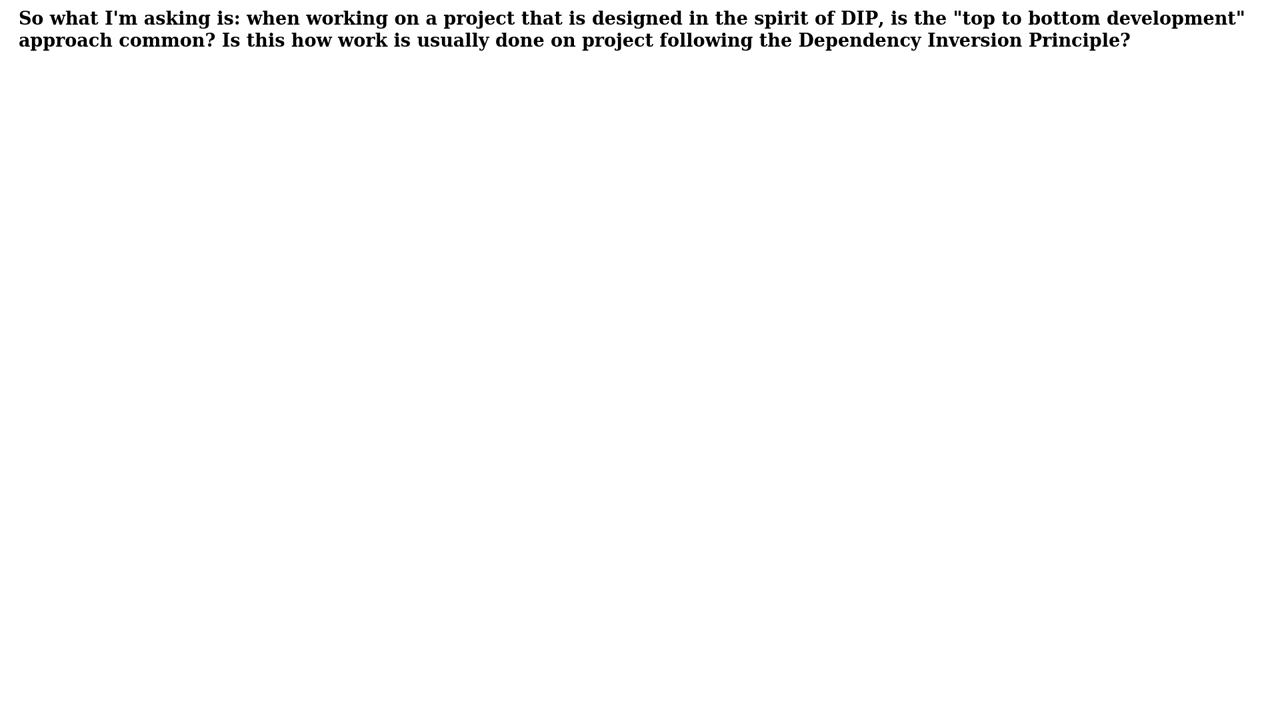 So what I'm asking is: when working on a project that is designed in the spirit of DIP, is the "top to bottom development"
approach common? Is this how work is usually done on project following the Dependency Inversion Principle?